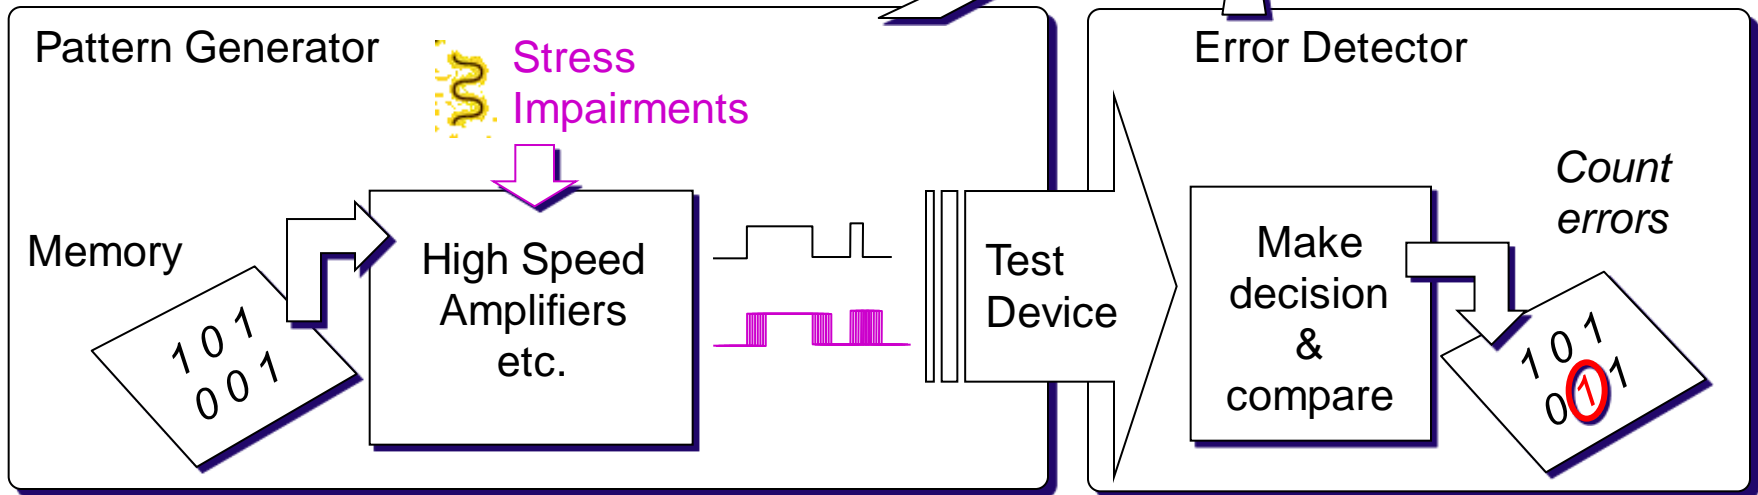 Pattern Generator
Stress
Impairments
Memory
1 0 1
0 0 1
High Speed
Amplifiers
etc.
Test
Device
Error Detector
Make
decision
&
compare
Count
errors
1 0 1
0 1 1